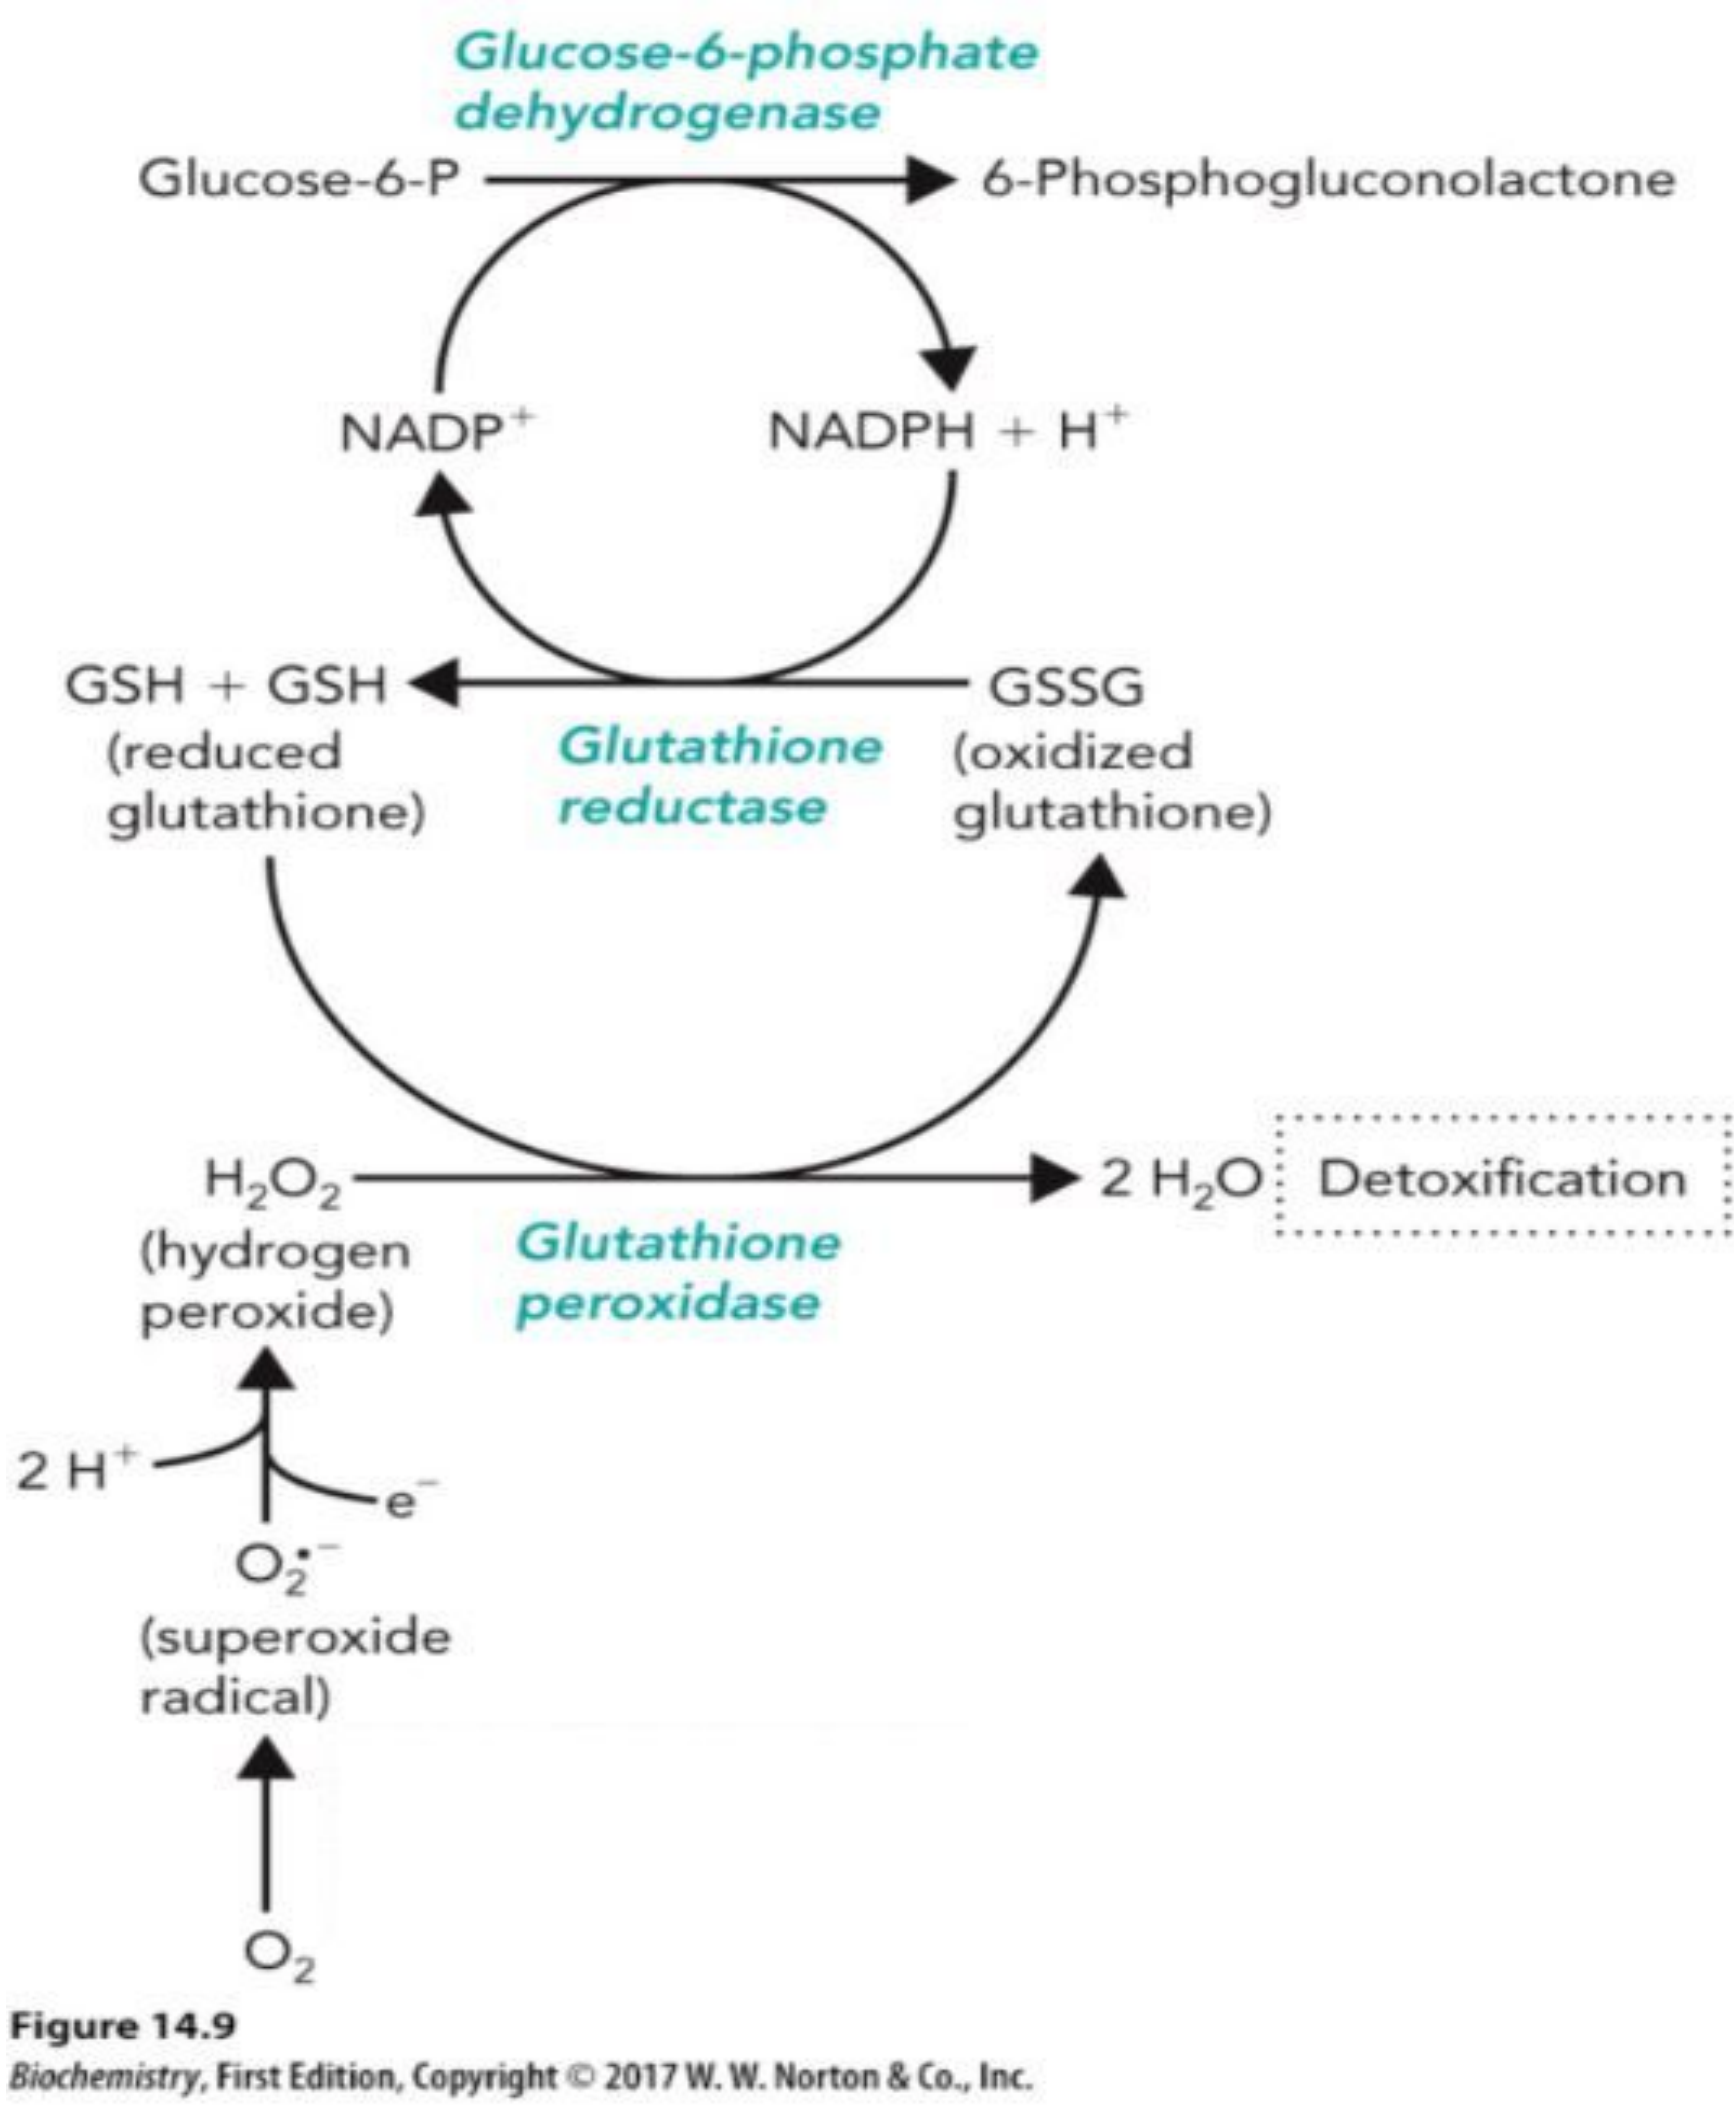 Glucose-6-phosphate
dehydrogenase
Glucose-6-P 6-Phosphogluconolactone
NADP⁺ NADPH + H⁺
GSH + GSH GSSG
(reduced
glutathione)
Glutathione
reductase
(oxidized
glutathione)
H₂O₂ 2 H₂O Detoxification
(hydrogen
peroxide)
Glutathione
peroxidase
2 H⁺
e⁻
O₂•⁻
(superoxide
radical)
O₂
Figure 14.9
Biochemistry, First Edition, Copyright © 2017 W. W. Norton & Co., Inc.